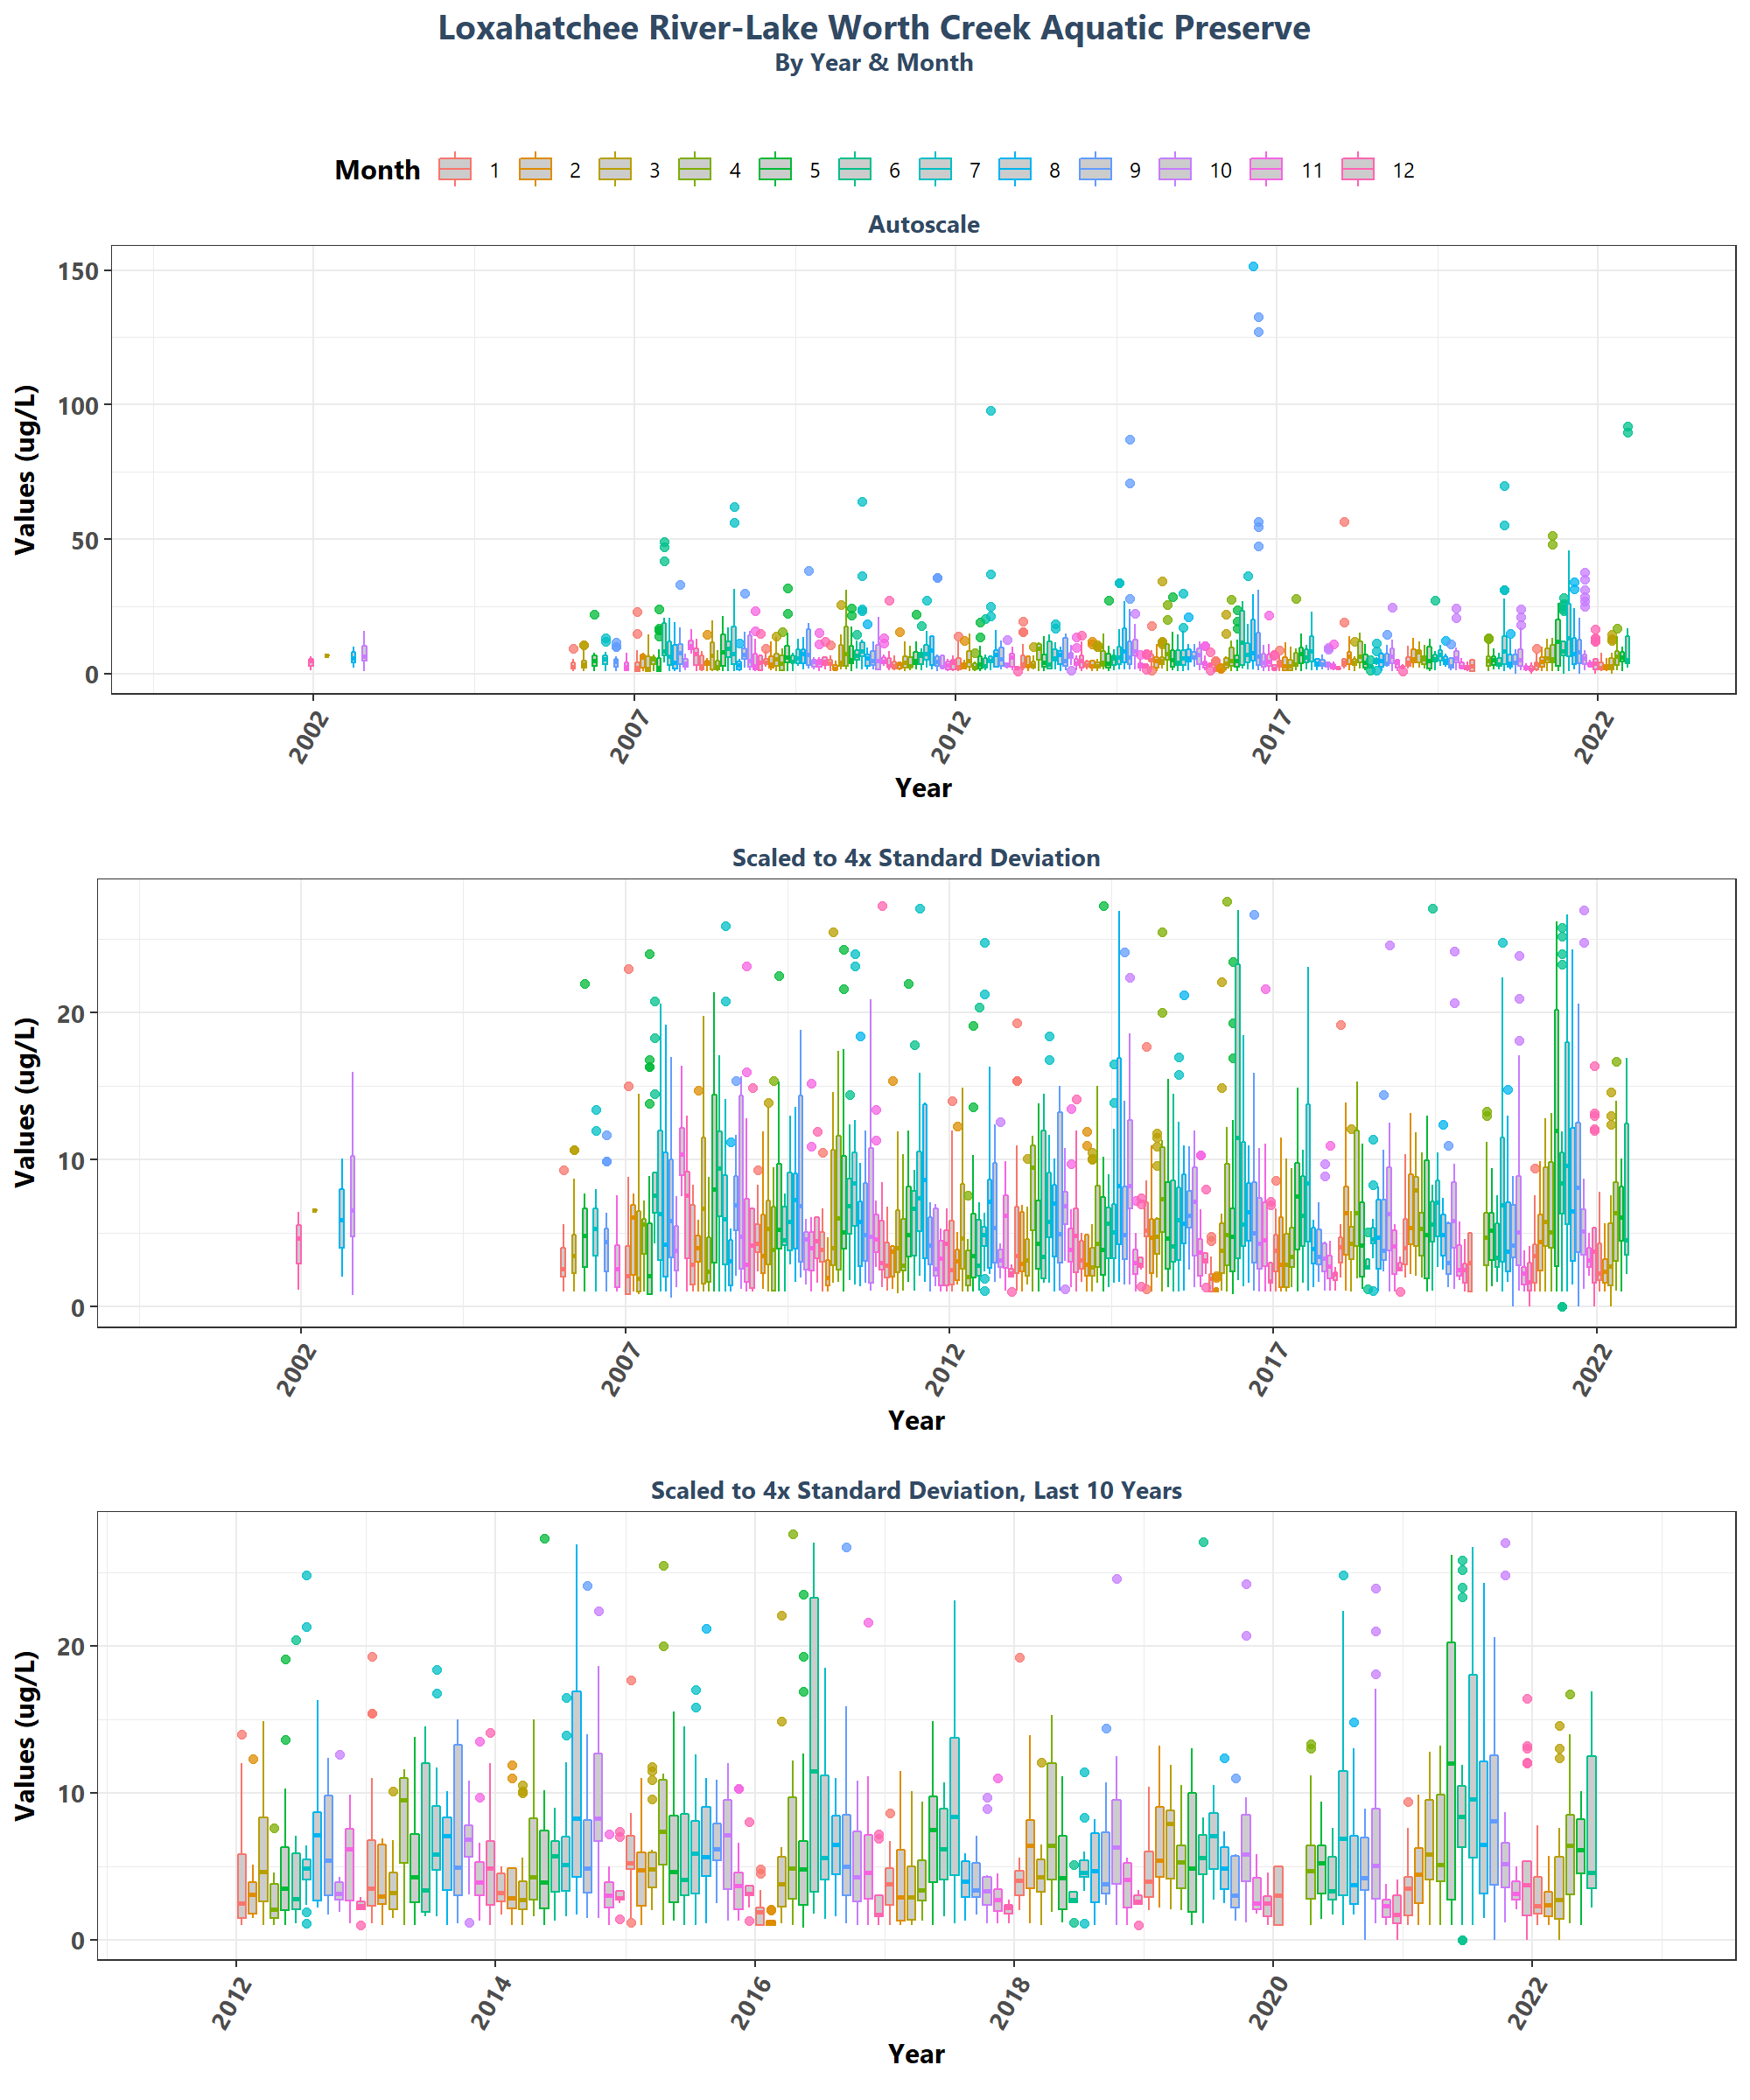 Loxahatchee River-Lake Worth Creek Aquatic Preserve
By Year & Month
Month 1 2 3 4 5 6 7 8 9 10 11 12
Autoscale
150
100
50
0
Values (ug/L)
2002 2007 2012 2017 2022
Year
Scaled to 4x Standard Deviation
20
10
0
Values (ug/L)
2002 2007 2012 2017 2022
Year
Scaled to 4x Standard Deviation, Last 10 Years
20
10
0
Values (ug/L)
2012 2014 2016 2018 2020 2022
Year